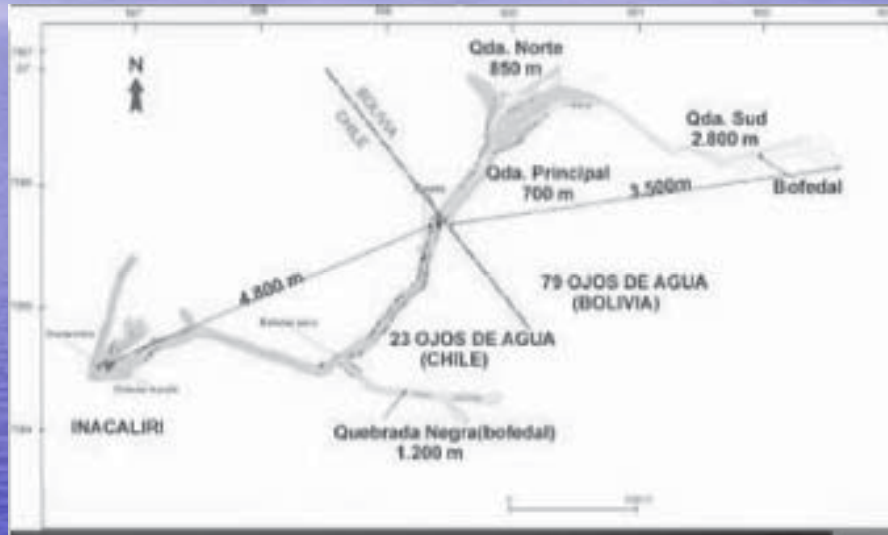 N
BOLIVIA
CHILE
Qda. Norte
850 m
Qda. Sud
2.800 m
Bofedal
Qda. Principal
700 m
3.500m
4.800 m
79 OJOS DE AGUA
(BOLIVIA)
23 OJOS DE AGUA
(CHILE)
INACALIRI
Quebrada Negra(bofedal)
1.200 m